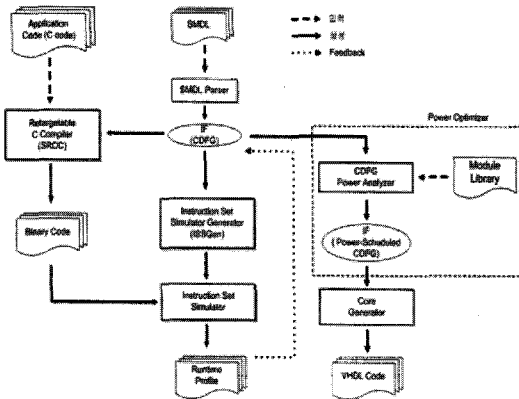 Application
Code (C code)
SMDL
입력
생성
Feedback
SMDL Parser
Retargetable
C Compiler
(SRCC)
IF
(CDFG)
Power Optimizer
CDFG
Power Analyzer
Module
Library
Binary Code
Instruction Set
Simulator Generator
(ISSGen)
IF
(Power-Scheduled
CDFG)
Instruction Set
Simulator
Core
Generator
Runtime
Profile
VHDL Code